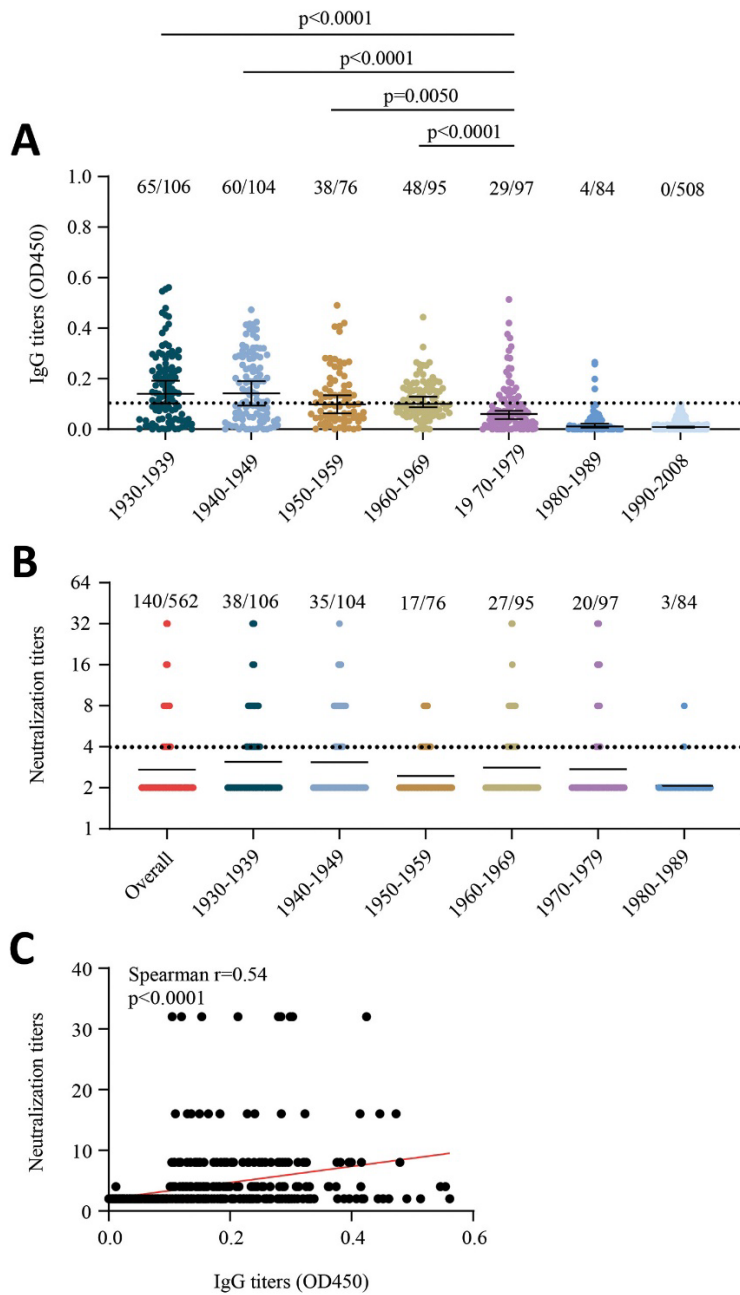 p<0.0001
p<0.0001
p=0.0050
p<0.0001
A
65/106 60/104 38/76 48/95 29/97 4/84 0/508
IgG titers (OD450)
1.0
0.8
0.6
0.4
0.2
0.0
1930-1939 1940-1949 1950-1959 1960-1969 19 70-1979 1980-1989 1990-2008
B
140/562 38/106 35/104 17/76 27/95 20/97 3/84
Neutralization titers
64
32
16
8
4
2
1
Overall 1930-1939 1940-1949 1950-1959 1960-1969 1970-1979 1980-1989
C
Spearman r=0.54
p<0.0001
Neutralization titers
40
30
20
10
0
0.0 0.2 0.4 0.6
IgG titers (OD450)